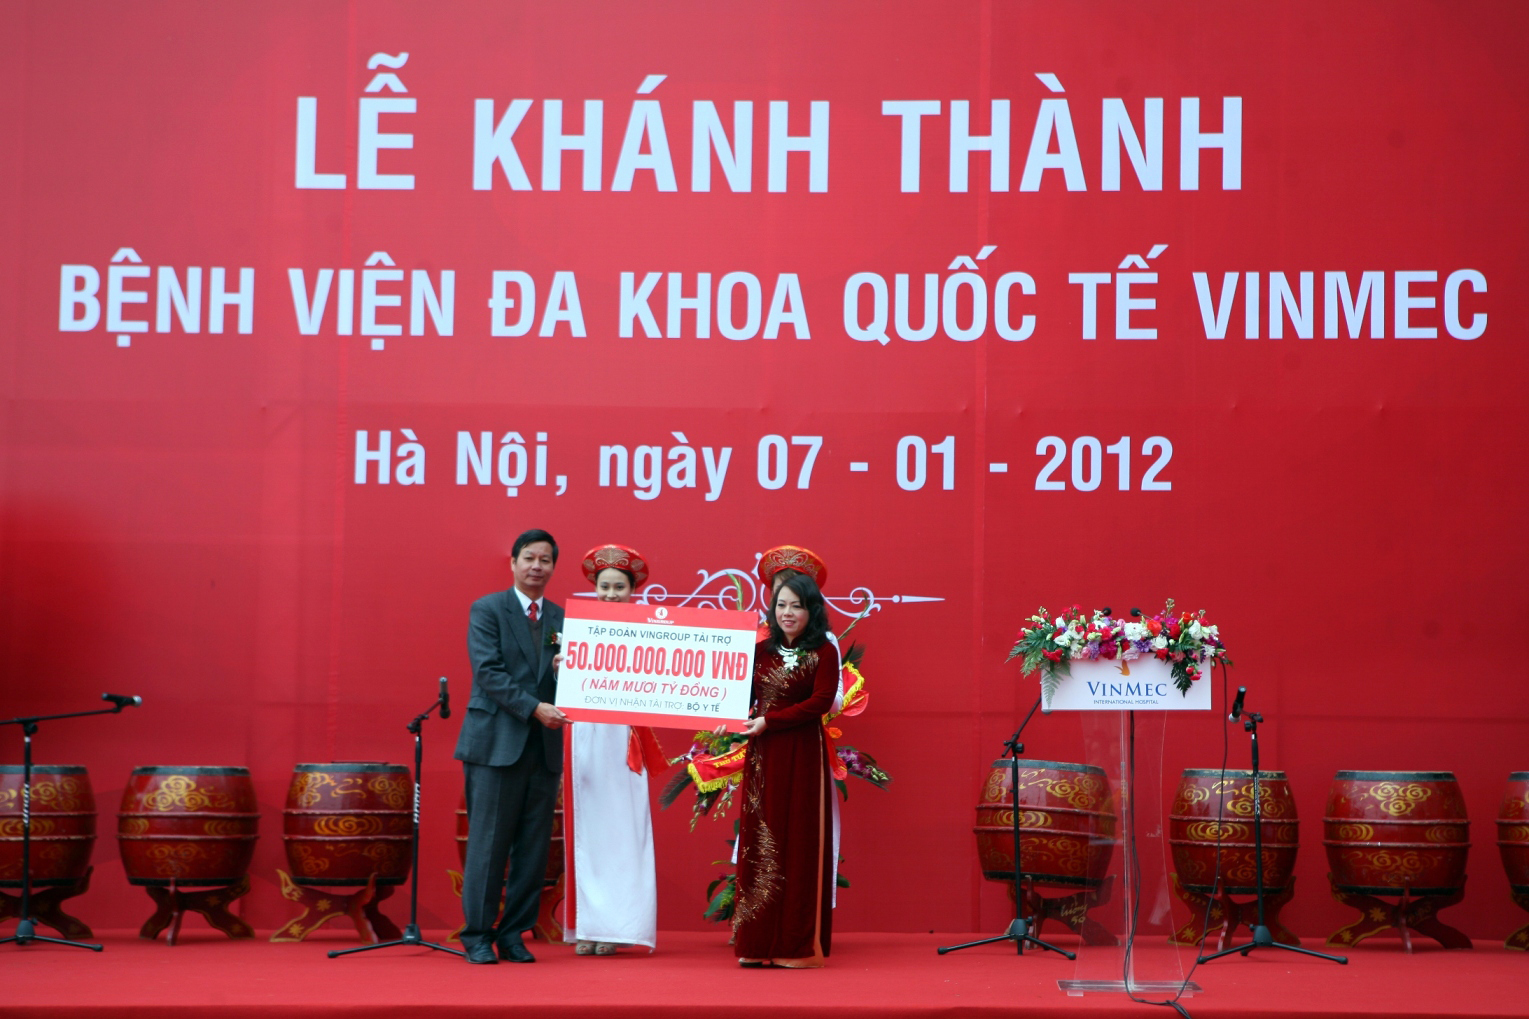 LỄ KHÁNH THÀNH
BỆNH VIỆN ĐA KHOA QUỐC TẾ VINMEC
Hà Nội, ngày 07 - 01 - 2012
VINGROUP
TẬP ĐOÀN VINGROUP TÀI TRỢ
50.000.000.000 VNĐ
( NĂM MƯƠI TỶ ĐỒNG )
ĐƠN VỊ NHẬN TÀI TRỢ: BỘ Y TẾ
VINMEC
INTERNATIONAL HOSPITAL